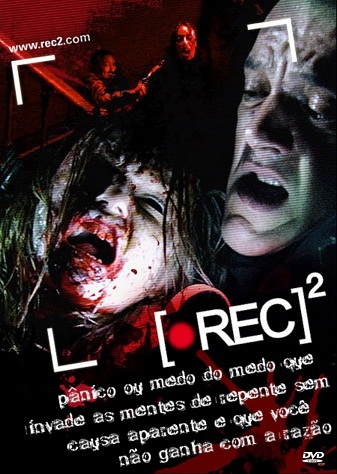 www.rec2.com
[●REC]²
pânico ou medo do medo que
invade as mentes de repente sem
causa aparente e que você
não ganha com a razão
DVD